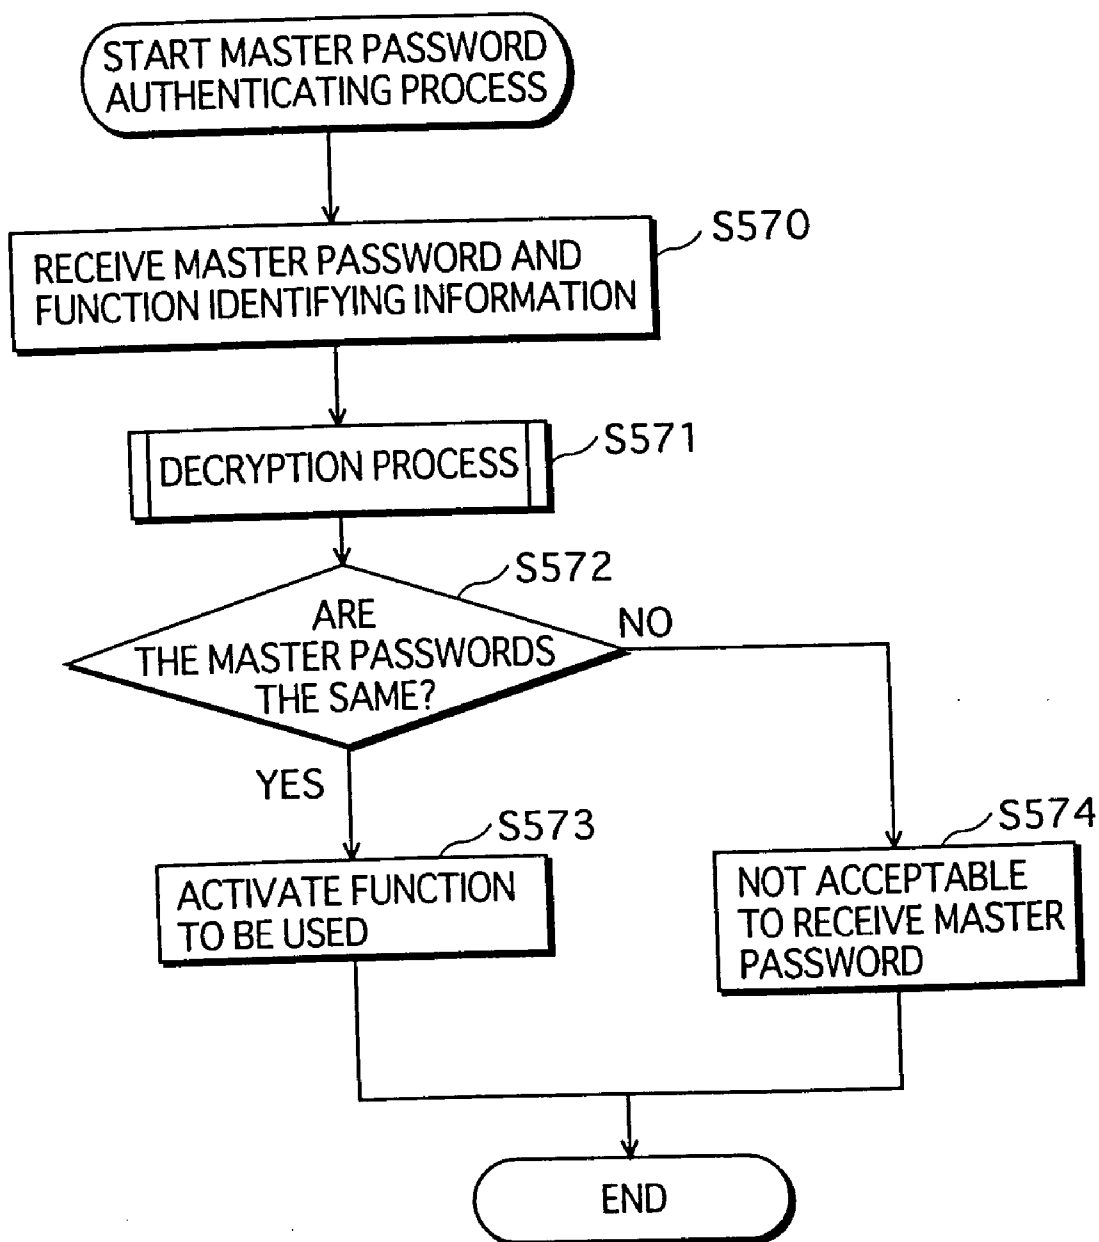 START MASTER PASSWORD
AUTHENTICATING PROCESS
S570
RECEIVE MASTER PASSWORD AND
FUNCTION IDENTIFYING INFORMATION
S571
DECRYPTION PROCESS
S572
ARE
THE MASTER PASSWORDS
THE SAME?
NO
YES
S573
ACTIVATE FUNCTION
TO BE USED
S574
NOT ACCEPTABLE
TO RECEIVE MASTER
PASSWORD
END